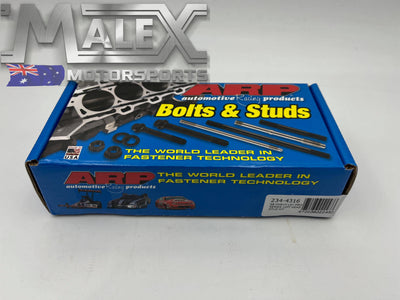 MALEX
MOTORSPORTS
ARP
automotive Racing products
Bolts & Studs
USA
THE WORLD LEADER IN
FASTENER TECHNOLOGY
ARP
automotive Racing products
THE WORLD LEADER IN
FASTENER TECHNOLOGY
234-4316